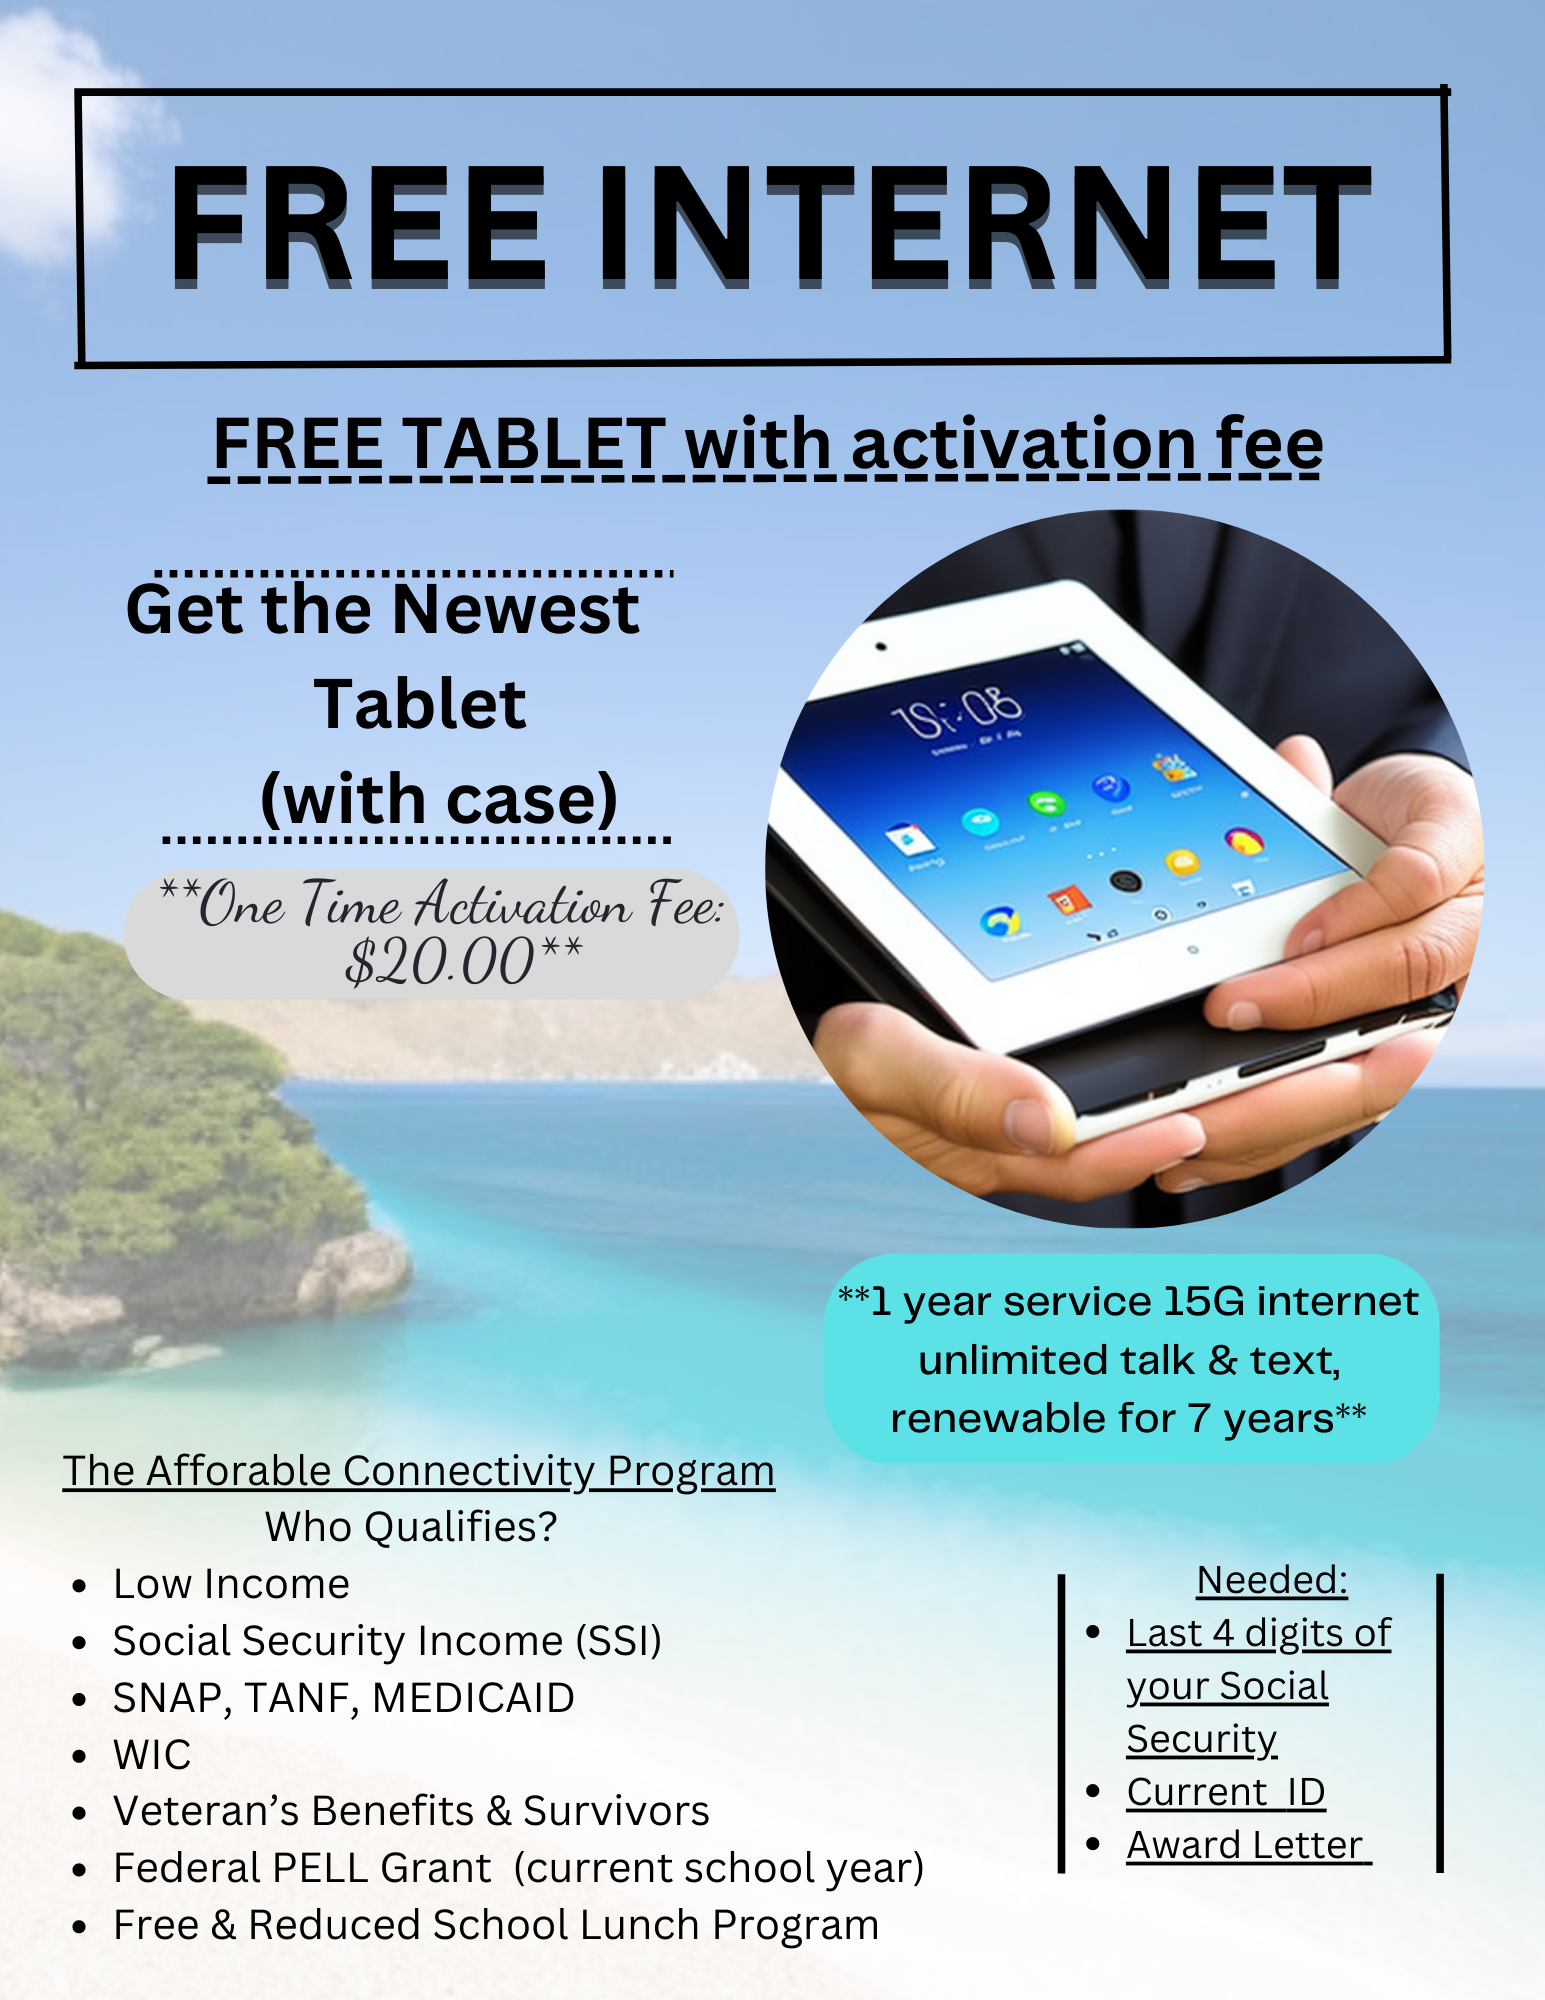 FREE INTERNET
FREE TABLET with activation fee
Get the Newest
Tablet
(with case)
**One Time Activation Fee:
$20.00**
**1 year service 15G internet
unlimited talk & text,
renewable for 7 years**
The Afforable Connectivity Program
Who Qualifies?
• Low Income
• Social Security Income (SSI)
• SNAP, TANF, MEDICAID
• WIC
• Veteran’s Benefits & Survivors
• Federal PELL Grant (current school year)
• Free & Reduced School Lunch Program
Needed:
• Last 4 digits of
your Social
Security
• Current ID
• Award Letter